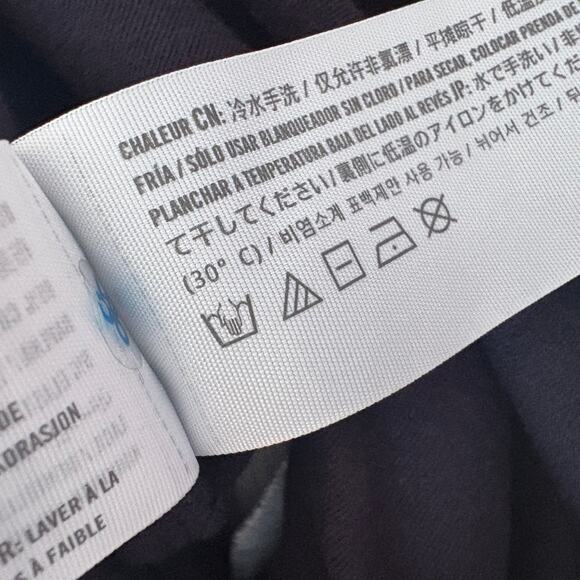 CHALEUR CN: 冷水手洗 / 仅允许非氯漂 / 平摊晾干 / 低温
FRÍA / SÓLO USAR BLANQUEADOR SIN CLORO / PARA SECAR. COLOCAR PRENDA DE
PLANCHAR A TEMPERATURA BAJA DEL LADO AL REVÉS JP: 水で手洗い / 非
て干してください / 裏側に低温のアイロンをかけてくだ
(30° C) / 비염소계 표백제만 사용 가능 / 뉘어서 건조 /
DE
ADRASJON
R: LAVER À LA
S À FAIBLE